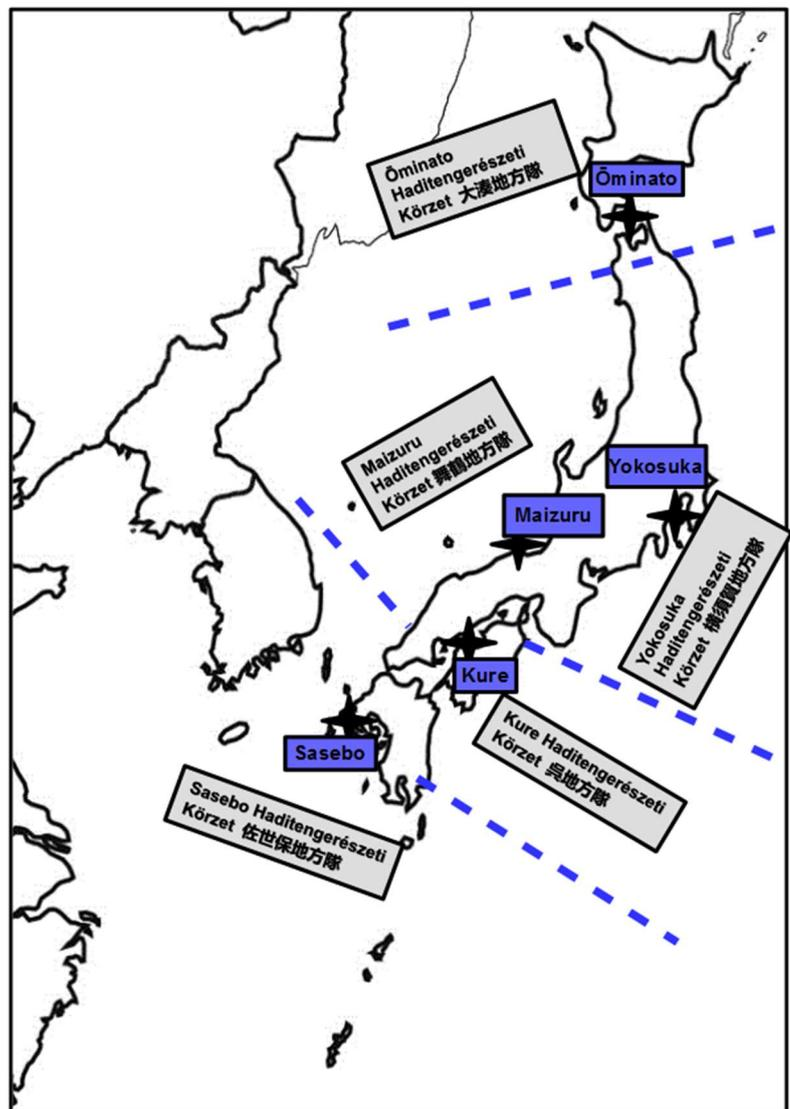 Ōminato
Haditengerészeti
Körzet 大湊地方隊
Ōminato
Maizuru
Haditengerészeti
Körzet 舞鶴地方隊
Yokosuka
Maizuru
Yokosuka
Haditengerészeti
Körzet 横須賀地方隊
Kure
Kure Haditengerészeti
Körzet 呉地方隊
Sasebo
Sasebo Haditengerészeti
Körzet 佐世保地方隊